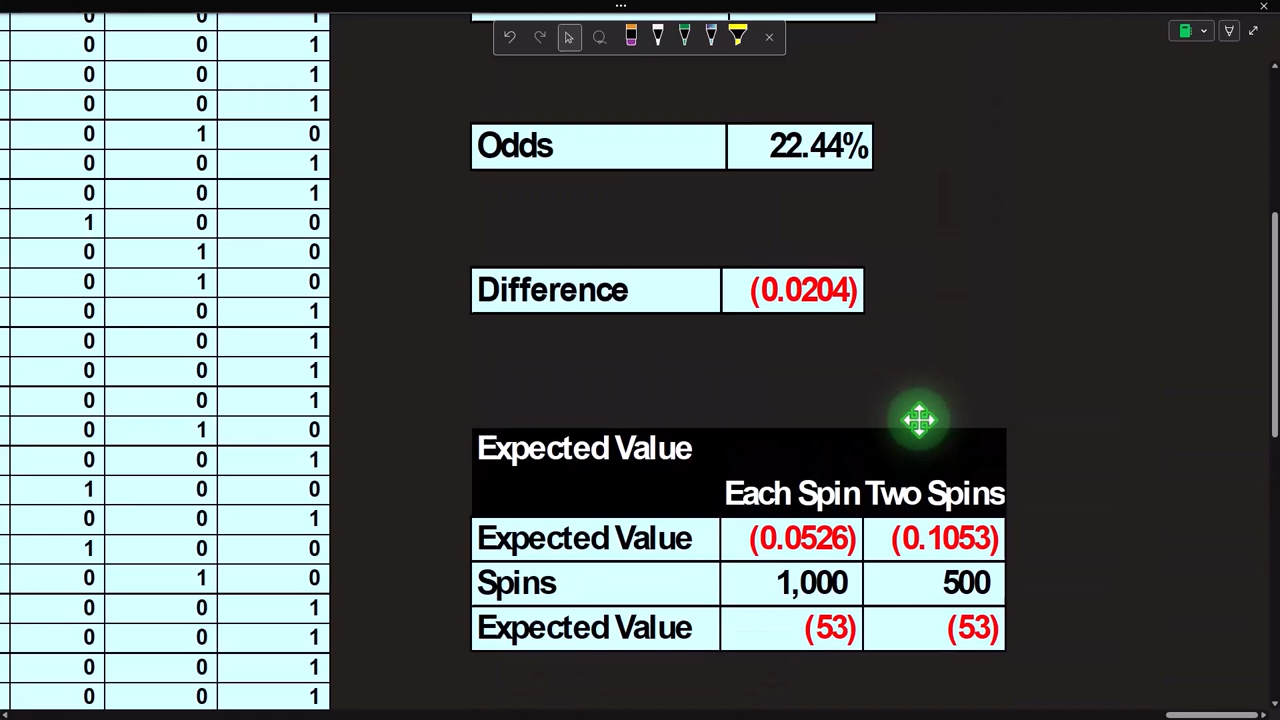 0 0 1
0 0 1
0 0 1
0 0 1
0 1 0
0 0 1
0 0 1
1 0 0
0 1 0
0 1 0
0 0 1
0 0 1
0 0 1
0 0 1
0 1 0
0 0 1
1 0 0
0 0 1
1 0 0
0 1 0
0 0 1
0 0 1
0 0 1
0 0 1
Odds 22.44%
Difference (0.0204)
Expected Value
Each Spin Two Spins
Expected Value (0.0526) (0.1053)
Spins 1,000 500
Expected Value (53) (53)